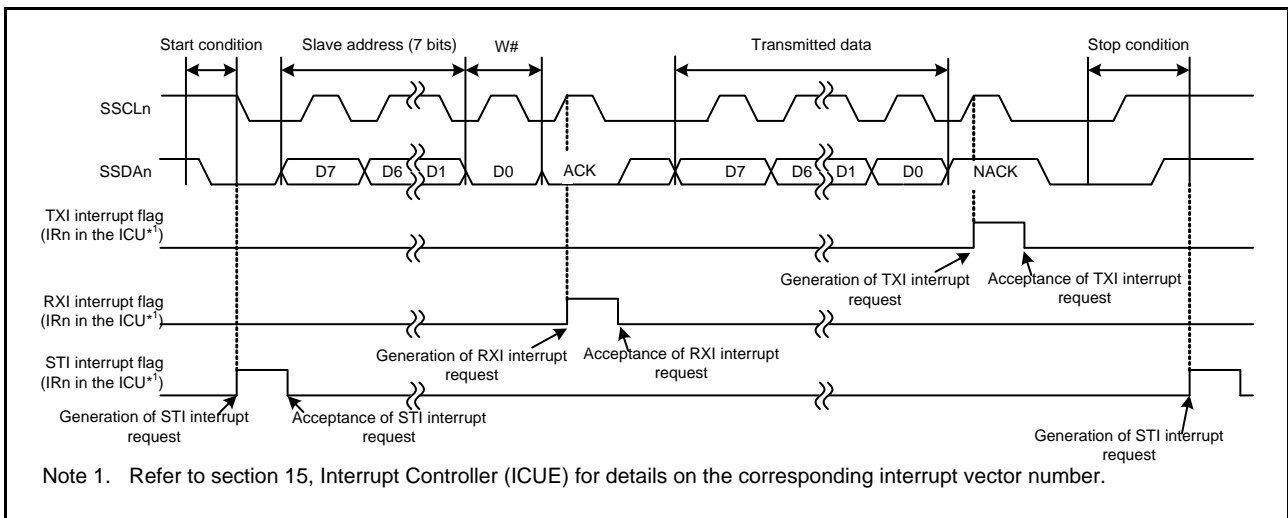 Start condition
Slave address (7 bits)
W#
Transmitted data
Stop condition
SSCLn
SSDAn
D7
D6
D1
D0
ACK
D7
D6
D1
D0
NACK
TXI interrupt flag
(IRn in the ICU*1)
Generation of TXI interrupt
request
Acceptance of TXI interrupt
request
RXI interrupt flag
(IRn in the ICU*1)
Generation of RXI interrupt
request
Acceptance of RXI interrupt
request
STI interrupt flag
(IRn in the ICU*1)
Generation of STI interrupt
request
Acceptance of STI interrupt
request
Generation of STI interrupt
request
Note 1. Refer to section 15, Interrupt Controller (ICUE) for details on the corresponding interrupt vector number.